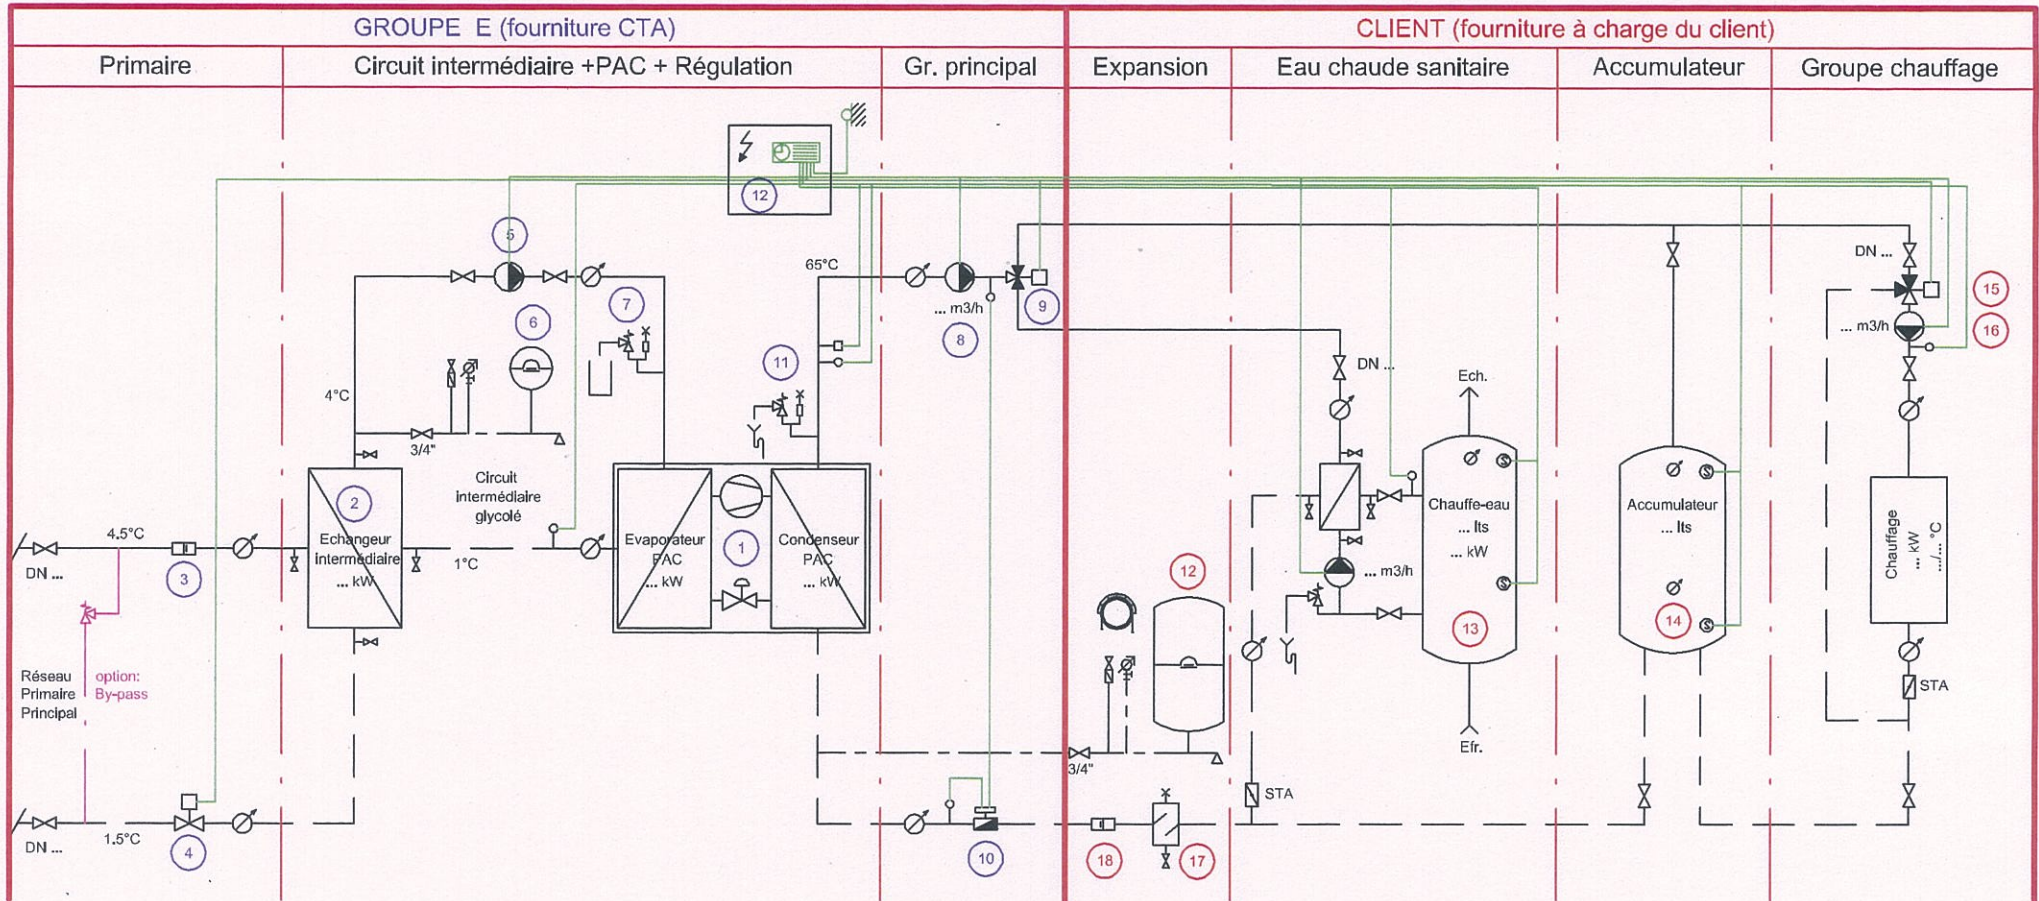 GROUPE E (fourniture CTA)
CLIENT (fourniture à charge du client)
Primaire
Circuit intermédiaire +PAC + Régulation
Gr. principal
Expansion
Eau chaude sanitaire
Accumulateur
Groupe chauffage
12
5
65°C
DN ...
15
9
7
... m3/h
... m3/h
16
6
8
11
DN ...
Ech.
4°C
3/4"
Circuit
intermédiaire
glycolé
2
Chauffe-eau
... lts
... kW
Accumulateur
... lts
4.5°C
Echangeur
intermédiaire
... kW
1°C
Evaporateur
PAC
... kW
1
Condenseur
PAC
... kW
Chauffage
... kW
.../... °C
DN ...
3
12
... m3/h
13
14
Réseau
Primaire
Principal
option:
By-pass
STA
Efr.
3/4"
STA
1.5°C
DN ...
4
10
18
17